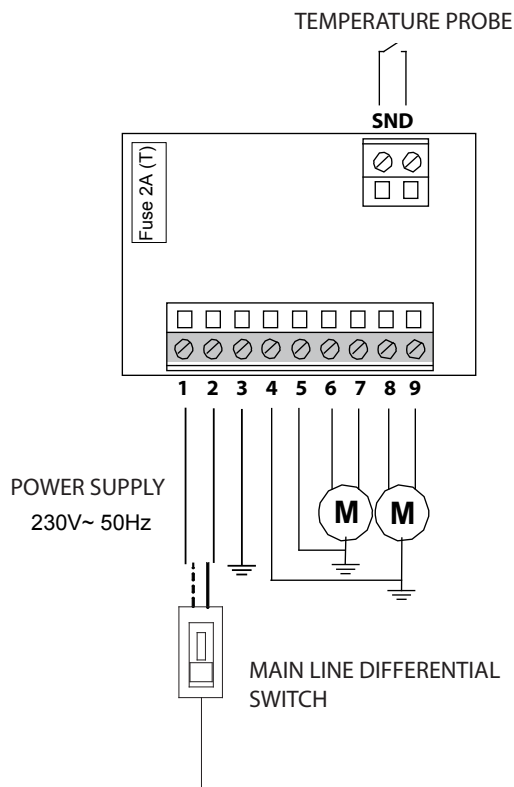 TEMPERATURE PROBE
SND
Fuse 2A (T)
1 2 3 4 5 6 7 8 9
POWER SUPPLY
230V~ 50Hz
M M
MAIN LINE DIFFERENTIAL
SWITCH